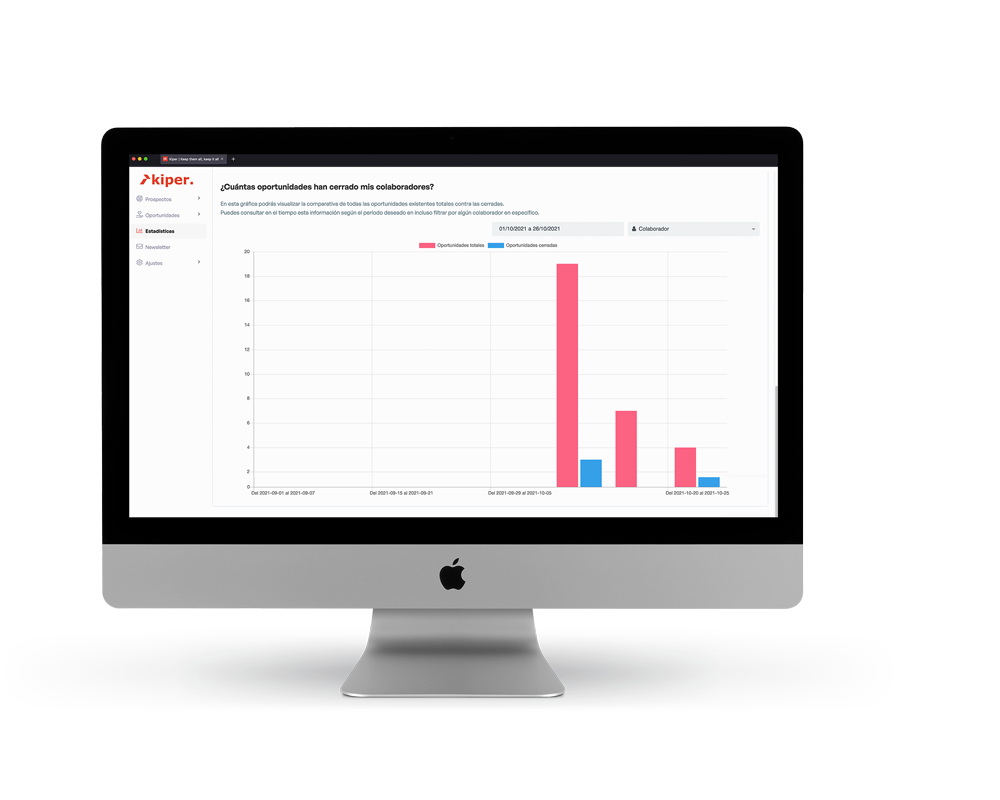 Kiper | Keep them all, keep it all
kiper.
Prospectos
Oportunidades
Estadísticas
Newsletter
Ajustes
¿Cuántas oportunidades han cerrado mis colaboradores?
En esta gráfica podrás visualizar la comparativa de todas las oportunidades existentes totales contra las cerradas.
Puedes consultar en el tiempo esta información según el periodo deseado en incluso filtrar por algún colaborador en específico.
01/10/2021 a 26/10/2021
Colaborador
Oportunidades totales
Oportunidades cerradas
20
18
16
14
12
10
8
6
4
2
0
Del 2021-09-01 al 2021-09-07
Del 2021-09-15 al 2021-09-21
Del 2021-09-29 al 2021-10-05
Del 2021-10-20 al 2021-10-25